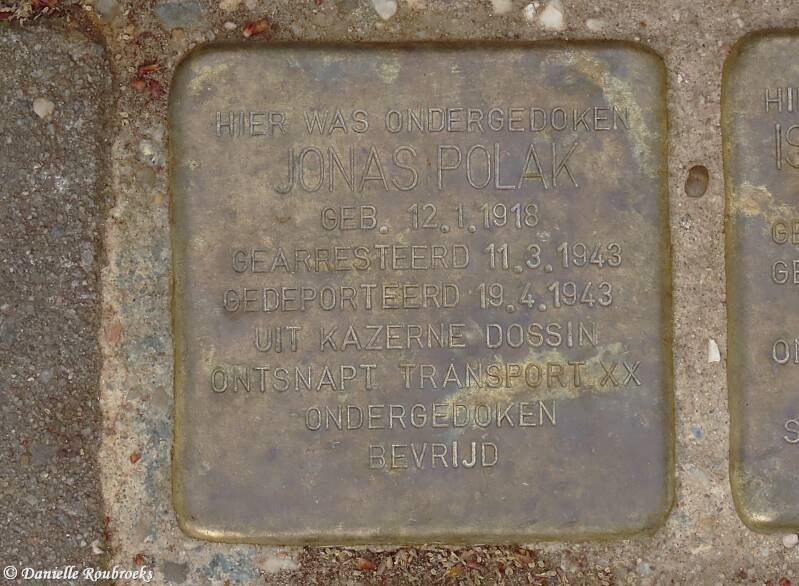 HIER WAS ONDERGEDOKEN
JONAS POLAK
GEB. 12.1.1918
GEARRESTEERD 11.3.1943
GEDEPORTEERD 19.4.1943
UIT KAZERNE DOSSIN
ONTSNAPT TRANSPORT XX
ONDERGEDOKEN
BEVRIJD
© Danielle Roubroeks